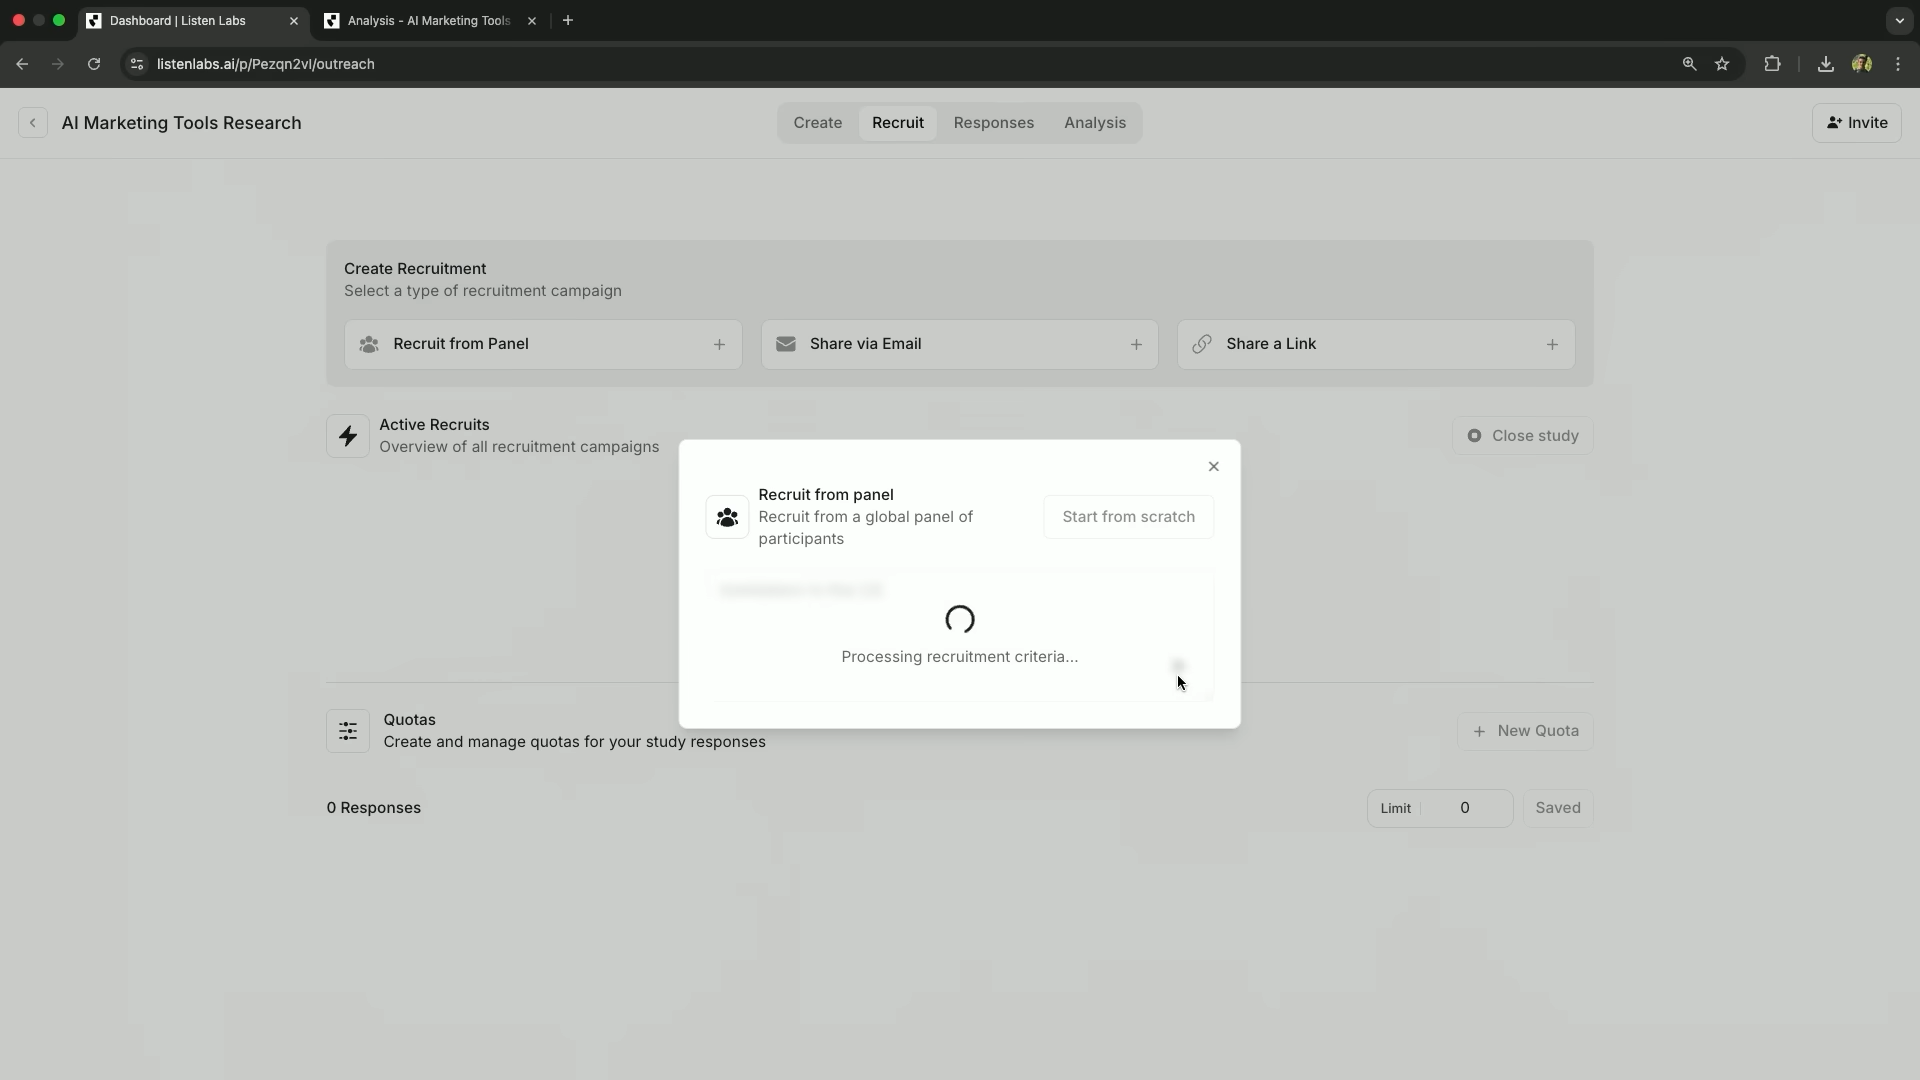 Dashboard | Listen Labs
Analysis - AI Marketing Tools
listenlabs.ai/p/Pezqn2vl/outreach
AI Marketing Tools Research
Create
Recruit
Responses
Analysis
Invite
Create Recruitment
Select a type of recruitment campaign
Recruit from Panel
Share via Email
Share a Link
Active Recruits
Overview of all recruitment campaigns
Close study
Recruit from panel
Recruit from a global panel of
participants
Start from scratch
Processing recruitment criteria...
Quotas
Create and manage quotas for your study responses
New Quota
0 Responses
Limit
0
Saved